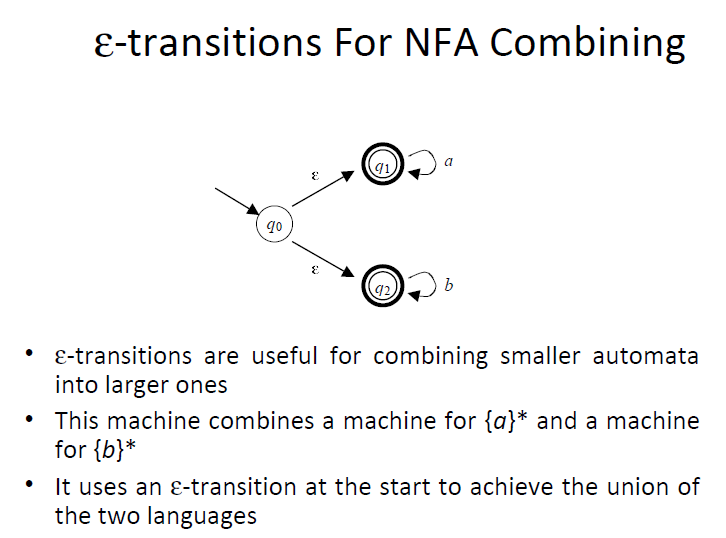 ε-transitions For NFA Combining
q1
a
ε
q0
ε
q2
b
• ε-transitions are useful for combining smaller automata
into larger ones
• This machine combines a machine for {a}* and a machine
for {b}*
• It uses an ε-transition at the start to achieve the union of
the two languages